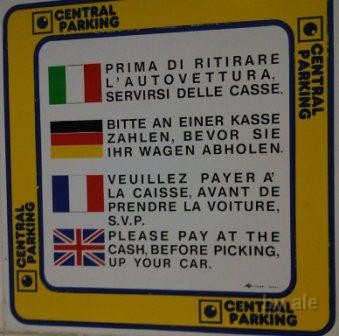 CENTRAL
PARKING
CENTRAL
PARKING
PRIMA DI RITIRARE
L'AUTOVETTURA,
SERVIRSI DELLE CASSE.
BITTE AN EINER KASSE
ZAHLEN, BEVOR SIE
IHR WAGEN ABHOLEN.
VEUILLEZ PAYER A'
LA CAISSE, AVANT DE
PRENDRE LA VOITURE,
S.V.P.
PLEASE PAY AT THE
CASH, BEFORE PICKING,
UP YOUR CAR.
CENTRAL
PARKING
CENTRAL
PARKING